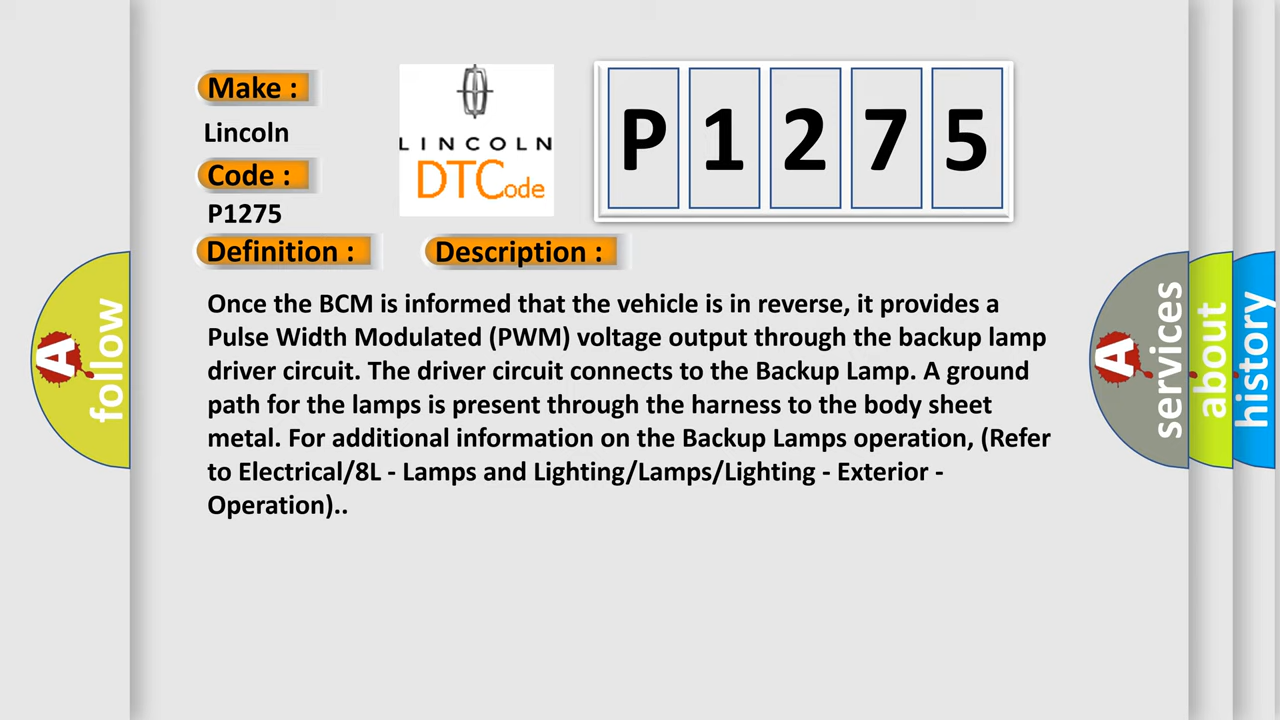 Make :
Lincoln
Code :
P1275
Definition :
Description :
LINCOLN
DTCode
P1275
Once the BCM is informed that the vehicle is in reverse, it provides a
Pulse Width Modulated (PWM) voltage output through the backup lamp
driver circuit. The driver circuit connects to the Backup Lamp. A ground
path for the lamps is present through the harness to the body sheet
metal. For additional information on the Backup Lamps operation, (Refer
to Electrical/8L - Lamps and Lighting/Lamps/Lighting - Exterior -
Operation)..
A follow
A services
about
history